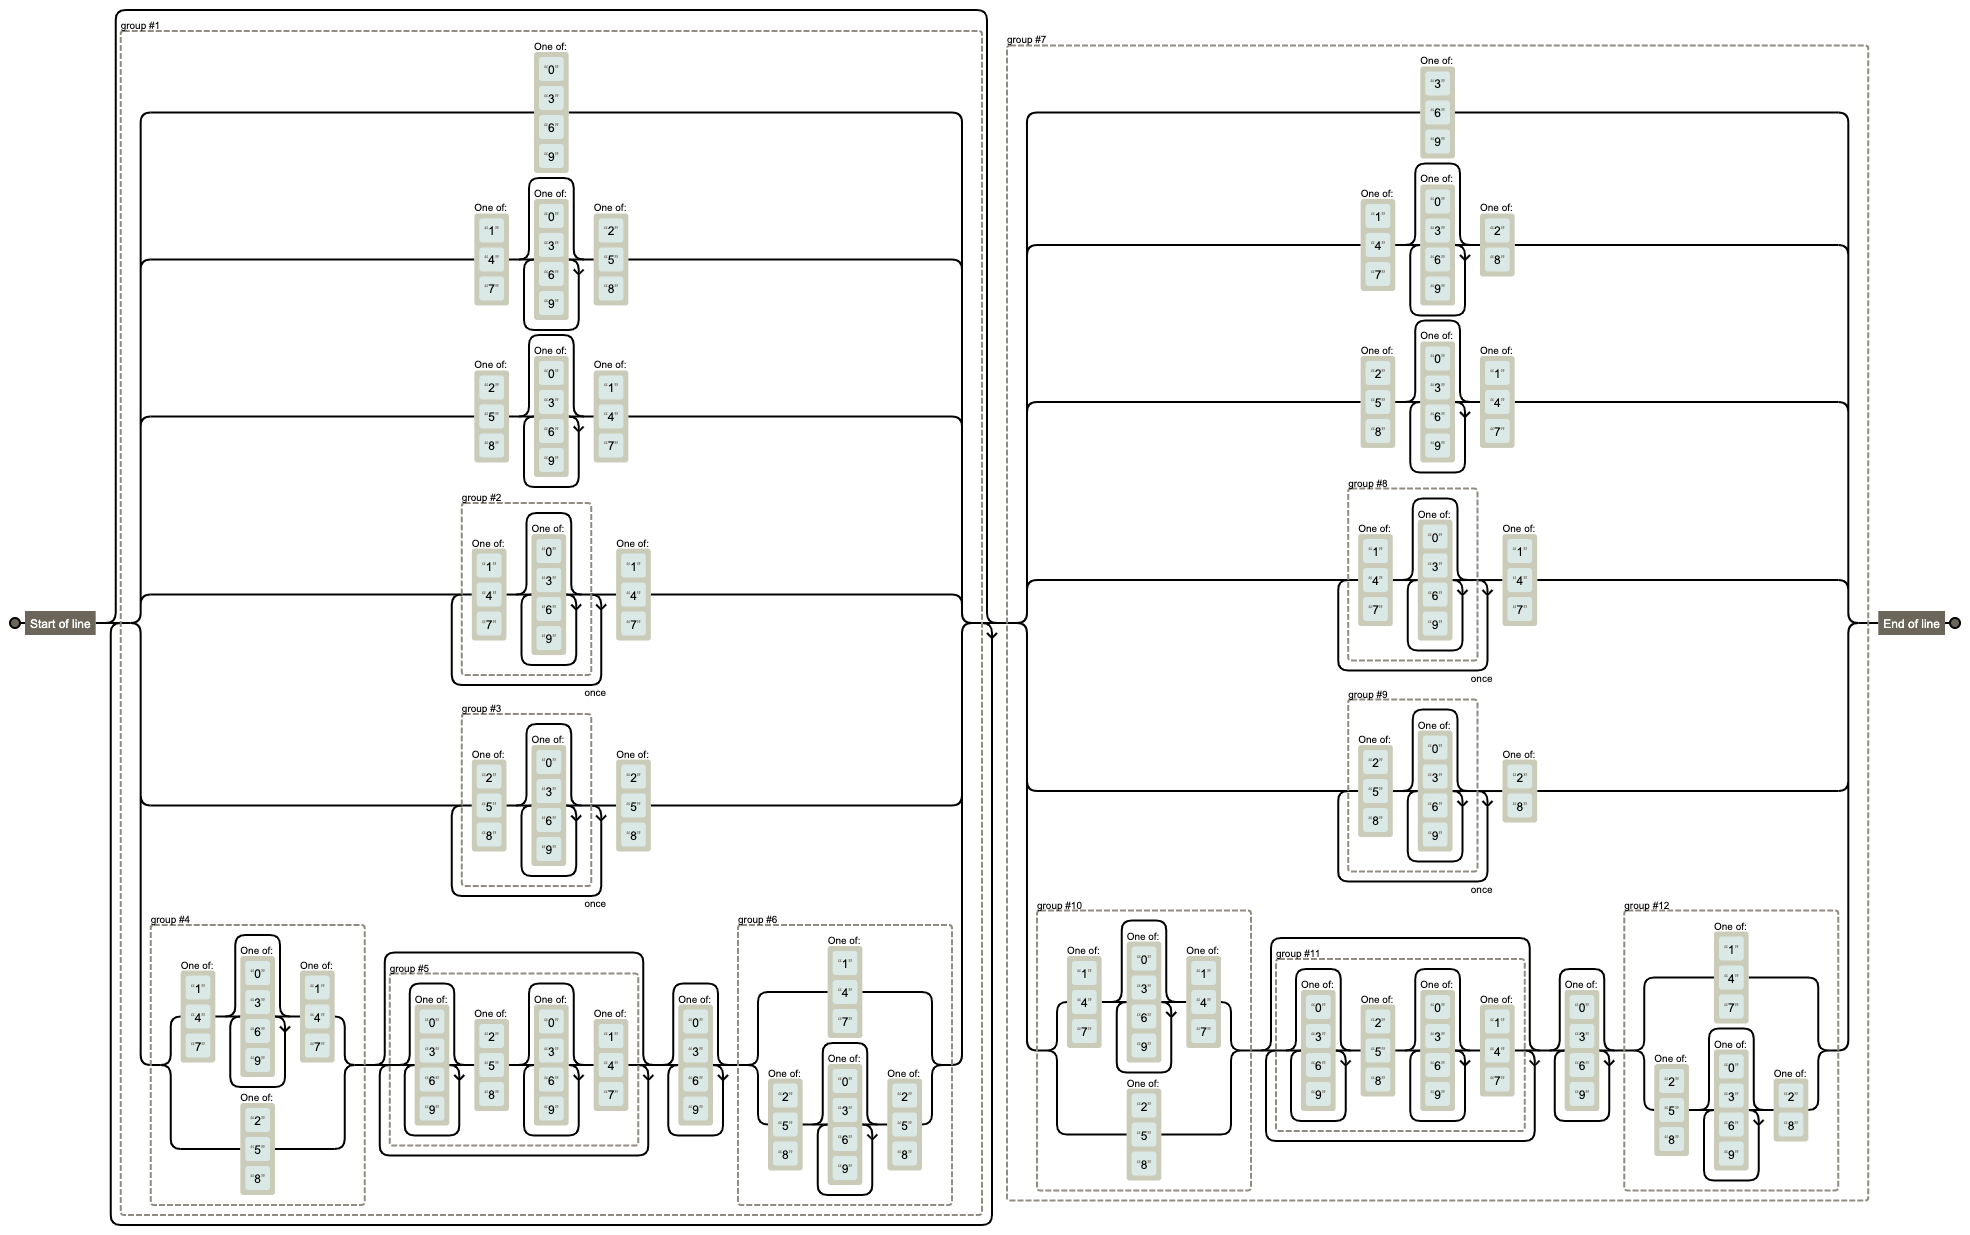 Start of line
group #1
One of:
“0”
“3”
“6”
“9”
One of:
“1”
“4”
“7”
One of:
“0”
“3”
“6”
“9”
One of:
“2”
“5”
“8”
One of:
“2”
“5”
“8”
One of:
“0”
“3”
“6”
“9”
One of:
“1”
“4”
“7”
group #2
One of:
“1”
“4”
“7”
One of:
“0”
“3”
“6”
“9”
once
One of:
“1”
“4”
“7”
group #3
One of:
“2”
“5”
“8”
One of:
“0”
“3”
“6”
“9”
once
One of:
“2”
“5”
“8”
group #4
One of:
“1”
“4”
“7”
One of:
“0”
“3”
“6”
“9”
One of:
“1”
“4”
“7”
One of:
“2”
“5”
“8”
group #5
One of:
“0”
“3”
“6”
“9”
One of:
“2”
“5”
“8”
One of:
“0”
“3”
“6”
“9”
One of:
“1”
“4”
“7”
One of:
“0”
“3”
“6”
“9”
group #6
One of:
“1”
“4”
“7”
One of:
“2”
“5”
“8”
One of:
“0”
“3”
“6”
“9”
One of:
“2”
“5”
“8”
group #7
One of:
“3”
“6”
“9”
One of:
“1”
“4”
“7”
One of:
“0”
“3”
“6”
“9”
One of:
“2”
“8”
One of:
“2”
“5”
“8”
One of:
“0”
“3”
“6”
“9”
One of:
“1”
“4”
“7”
group #8
One of:
“1”
“4”
“7”
One of:
“0”
“3”
“6”
“9”
once
One of:
“1”
“4”
“7”
group #9
One of:
“2”
“5”
“8”
One of:
“0”
“3”
“6”
“9”
once
One of:
“2”
“8”
group #10
One of:
“1”
“4”
“7”
One of:
“0”
“3”
“6”
“9”
One of:
“1”
“4”
“7”
One of:
“2”
“5”
“8”
group #11
One of:
“0”
“3”
“6”
“9”
One of:
“2”
“5”
“8”
One of:
“0”
“3”
“6”
“9”
One of:
“1”
“4”
“7”
One of:
“0”
“3”
“6”
“9”
group #12
One of:
“1”
“4”
“7”
One of:
“2”
“5”
“8”
One of:
“0”
“3”
“6”
“9”
One of:
“2”
“8”
End of line